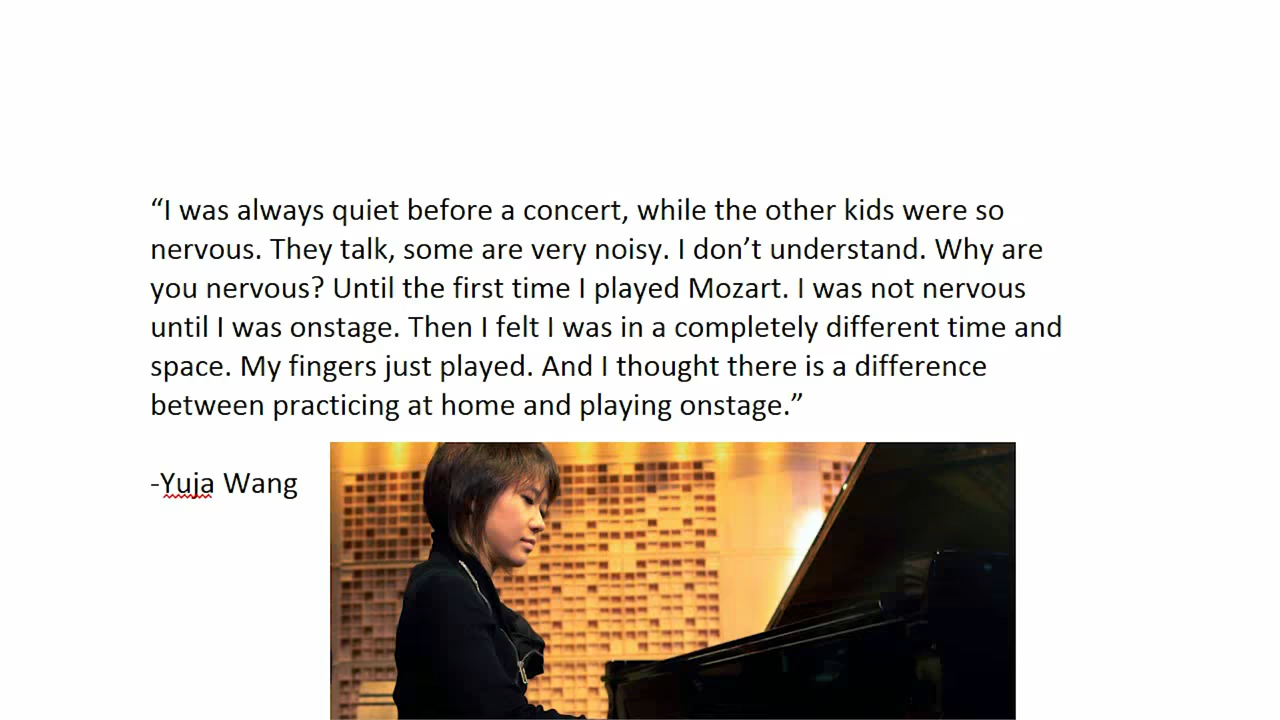 “I was always quiet before a concert, while the other kids were so
nervous. They talk, some are very noisy. I don’t understand. Why are
you nervous? Until the first time I played Mozart. I was not nervous
until I was onstage. Then I felt I was in a completely different time and
space. My fingers just played. And I thought there is a difference
between practicing at home and playing onstage.”
-Yuja Wang